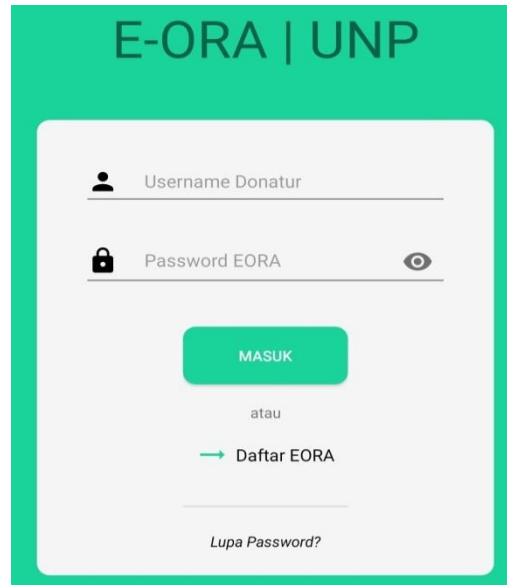 E-ORA | UNP
Username Donatur
Password EORA
MASUK
atau
Daftar EORA
Lupa Password?